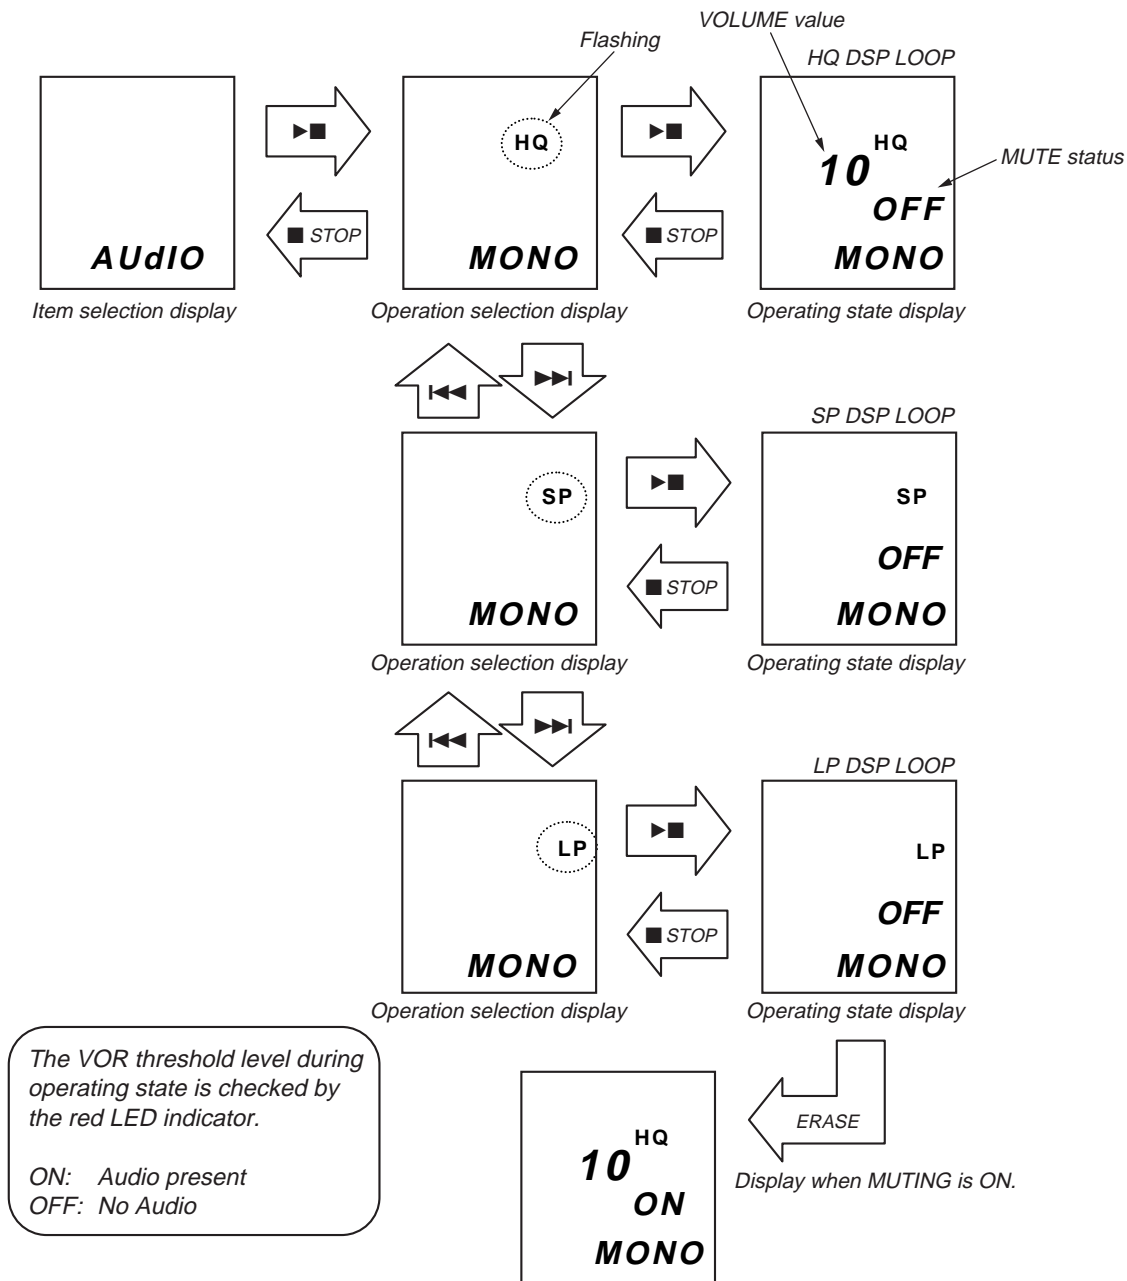 VOLUME value
Flashing
HQ DSP LOOP
▶■
HQ
▶■
10 HQ
MUTE status
OFF
■ STOP
■ STOP
AUdIO
MONO
MONO
Item selection display
Operation selection display
Operating state display
|◀◀
▶▶|
SP DSP LOOP
SP
▶■
SP
OFF
■ STOP
MONO
MONO
Operation selection display
Operating state display
|◀◀
▶▶|
LP DSP LOOP
LP
▶■
LP
OFF
■ STOP
MONO
MONO
Operation selection display
Operating state display
The VOR threshold level during
operating state is checked by
the red LED indicator.
ON: Audio present
OFF: No Audio
10 HQ
ON
MONO
ERASE
Display when MUTING is ON.